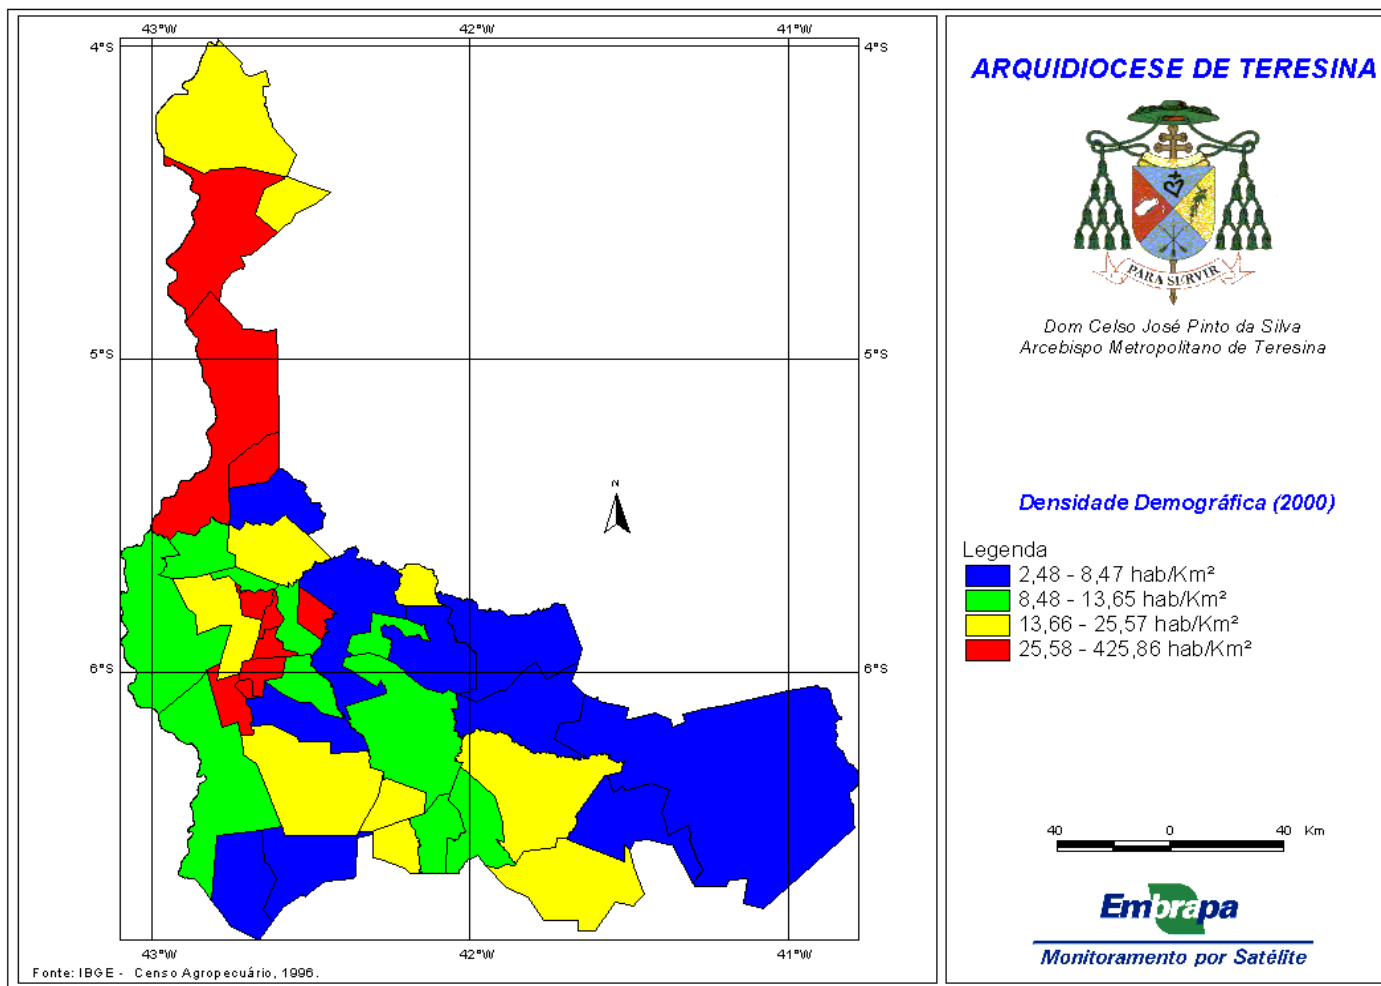 43°W 42°W 41°W
4°S 4°S
5°S 5°S
6°S 6°S
43°W 42°W 41°W
N
Fonte: IBGE - Censo Agropecuário, 1996.
ARQUIDIOCESE DE TERESINA
PARA SERVIR
Dom Celso José Pinto da Silva
Arcebispo Metropolitano de Teresina
Densidade Demográfica (2000)
Legenda
2,48 - 8,47 hab/Km²
8,48 - 13,65 hab/Km²
13,66 - 25,57 hab/Km²
25,58 - 425,86 hab/Km²
40 0 40 Km
Embrapa
Monitoramento por Satélite